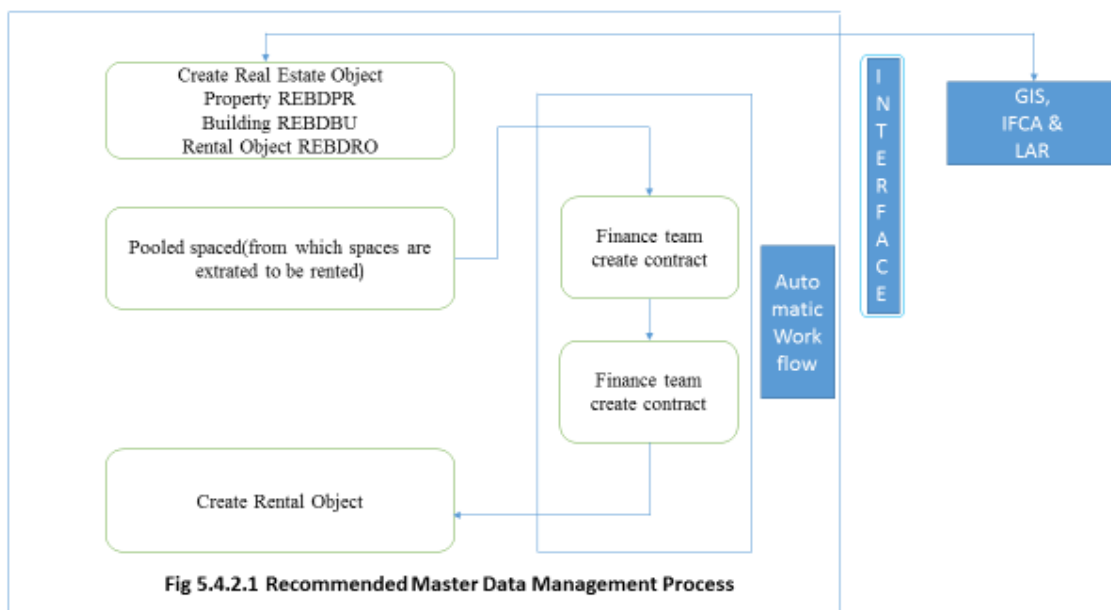 Create Real Estate Object
Property REBDPR
Building REBDBU
Rental Object REBDRO
Pooled spaced(from which spaces are
extrated to be rented)
Finance team
create contract
Finance team
create contract
Create Rental Object
Auto
matic
Work
flow
I
N
T
E
R
F
A
C
E
GIS,
IFCA &
LAR
Fig 5.4.2.1 Recommended Master Data Management Process